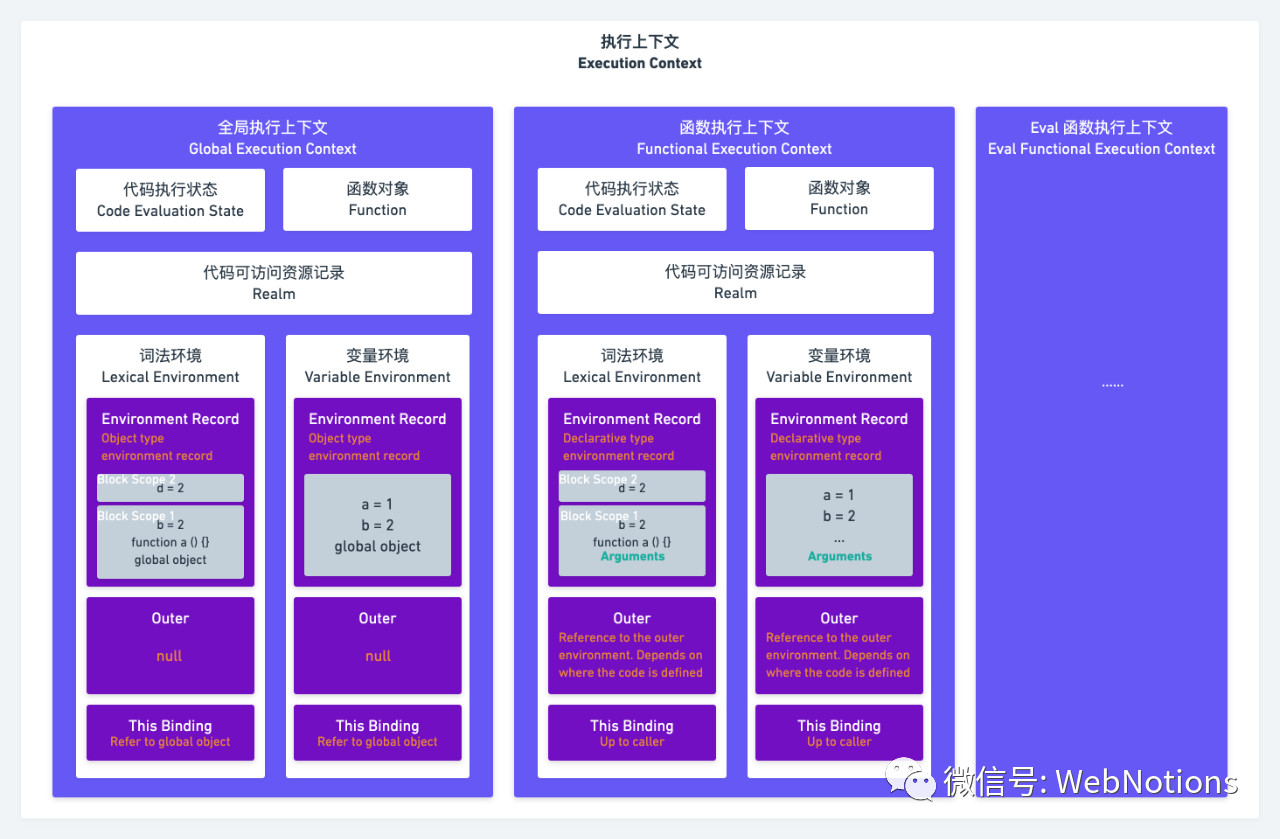 执行上下文
Execution Context
全局执行上下文
Global Execution Context
代码执行状态
Code Evaluation State
函数对象
Function
代码可访问资源记录
Realm
词法环境
Lexical Environment
Environment Record
Object type
environment record
Block Scope 2
d = 2
Block Scope 1
b = 2
function a () {}
global object
Outer
null
This Binding
Refer to global object
变量环境
Variable Environment
Environment Record
Object type
environment record
a = 1
b = 2
global object
Outer
null
This Binding
Refer to global object
函数执行上下文
Functional Execution Context
代码执行状态
Code Evaluation State
函数对象
Function
代码可访问资源记录
Realm
词法环境
Lexical Environment
Environment Record
Declarative type
environment record
Block Scope 2
d = 2
Block Scope 1
b = 2
function a () {}
Arguments
Outer
Reference to the outer
environment. Depends on
where the code is defined
This Binding
Up to caller
变量环境
Variable Environment
Environment Record
Declarative type
environment record
a = 1
b = 2
...
Arguments
Outer
Reference to the outer
environment. Depends on
where the code is defined
This Binding
Up to caller
Eval 函数执行上下文
Eval Functional Execution Context
......
微信号: WebNotions